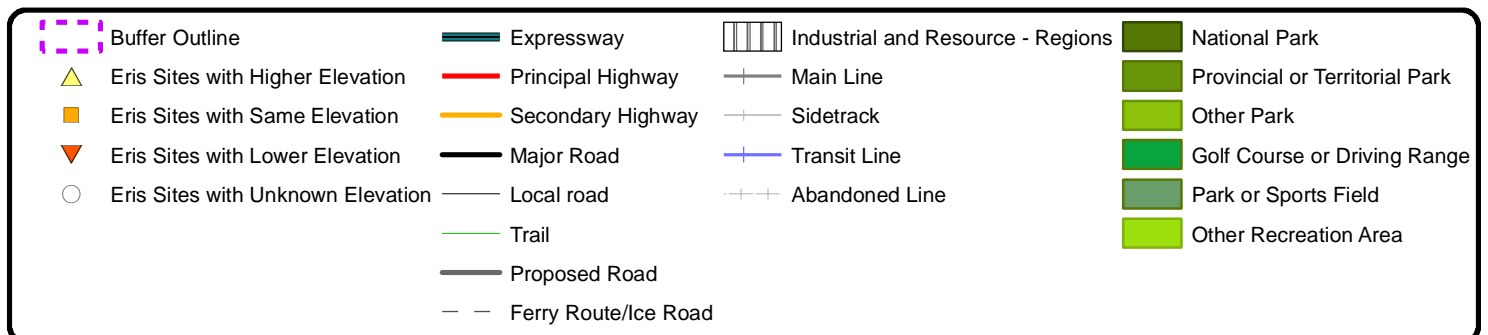 Buffer Outline
Eris Sites with Higher Elevation
Eris Sites with Same Elevation
Eris Sites with Lower Elevation
Eris Sites with Unknown Elevation
Expressway
Principal Highway
Secondary Highway
Major Road
Local road
Trail
Proposed Road
Ferry Route/Ice Road
Industrial and Resource - Regions
Main Line
Sidetrack
Transit Line
Abandoned Line
National Park
Provincial or Territorial Park
Other Park
Golf Course or Driving Range
Park or Sports Field
Other Recreation Area